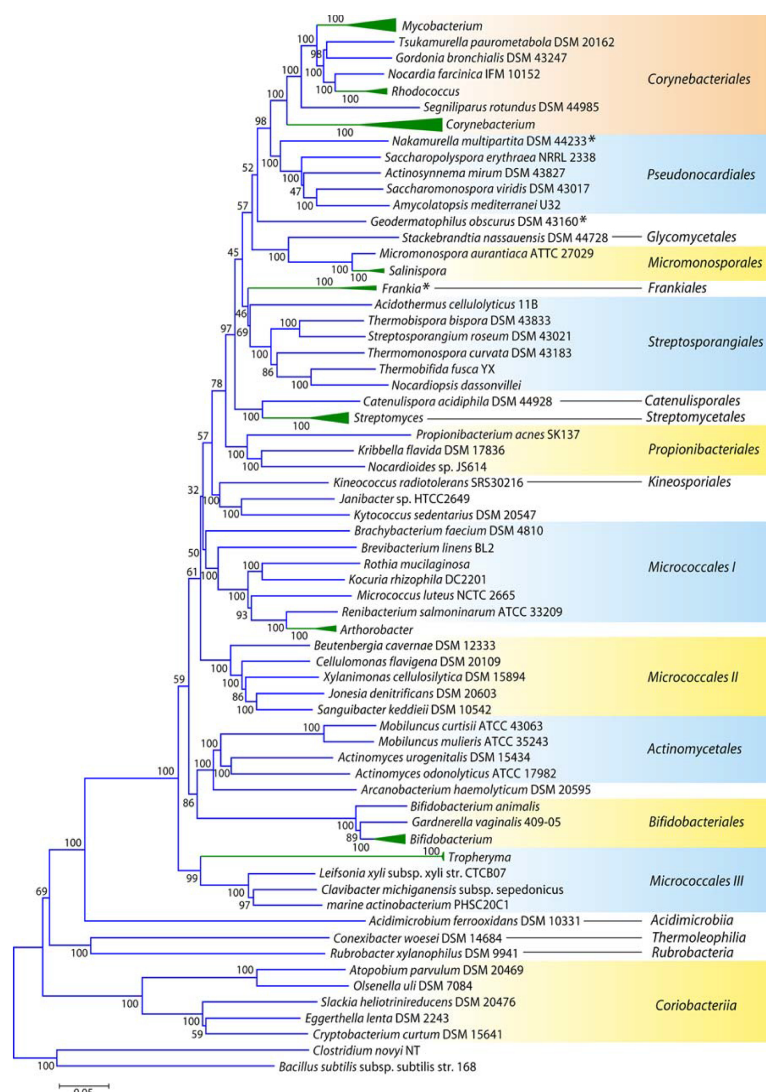 100 Mycobacterium
100
Tsukamurella paurometabola DSM 20162
98 Gordonia bronchialis DSM 43247
100
100 Nocardia farcinica IFM 10152
100
100 Rhodococcus
100 Segniliparus rotundus DSM 44985
Corynebacteriales
98 100 Corynebacterium
Nakamurella multipartita DSM 44233*
100 Saccharopolyspora erythraea NRRL 2338
52 100 Actinosynnema mirum DSM 43827
Pseudonocardiales
47 Saccharomonospora viridis DSM 43017
100 Amycolatopsis mediterranei U32
57 Geodermatophilus obscurus DSM 43160*
Stackebrandtia nassauensis DSM 44728 Glycomycetales
100 Micromonospora aurantiaca ATTC 27029
45 100 100 Salinispora
Micromonosporales
100 Frankia* Frankiales
46 Acidothermus cellulolyticus 11B
69 100 Thermobispora bispora DSM 43833
97 100 Streptosporangium roseum DSM 43021
Streptosporangiales
86 Thermomonospora curvata DSM 43183
Thermobifida fusca YX
100 Nocardiopsis dassonvillei
78 Catenulispora acidiphila DSM 44928 Catenulisporales
100 100 Streptomyces Streptomycetales
57 Propionibacterium acnes SK137
100 Kribbella flavida DSM 17836
Propionibacteriales
100 Nocardioides sp. JS614
32 Kineococcus radiotolerans SRS30216 Kineosporiales
100 Janibacter sp. HTCC2649
100 Kytococcus sedentarius DSM 20547
50 Brachybacterium faecium DSM 4810
100 Brevibacterium linens BL2
61 100 Rothia mucilaginosa
100 Kocuria rhizophila DC2201
Micrococcales I
93 Micrococcus luteus NCTC 2665
100 Renibacterium salmoninarum ATCC 33209
100 Arthorobacter
Beutenbergia cavernae DSM 12333
100 Cellulomonas flavigena DSM 20109
59 100 Xylanimonas cellulosilytica DSM 15894
Micrococcales II
86 Jonesia denitrificans DSM 20603
100 Sanguibacter keddieii DSM 10542
100 Mobiluncus curtisii ATCC 43063
100 Mobiluncus mulieris ATCC 35243
100 Actinomyces urogenitalis DSM 15434
Actinomycetales
100 100 Actinomyces odonolyticus ATCC 17982
86 Arcanobacterium haemolyticum DSM 20595
Bifidobacterium animalis
100 Gardnerella vaginalis 409-05
Bifidobacteriales
89 100 Bifidobacterium
100 100 Tropheryma
99 Leifsonia xyli subsp. xyli str. CTCB07
100 Clavibacter michiganensis subsp. sepedonicus
Micrococcales III
97 marine actinobacterium PHSC20C1
69 Acidimicrobium ferrooxidans DSM 10331 Acidimicrobiia
Conexibacter woesei DSM 14684 Thermoleophilia
100 Rubrobacter xylanophilus DSM 9941 Rubrobacteria
100 Atopobium parvulum DSM 20469
100 Olsenella uli DSM 7084
100 Slackia heliotrinireducens DSM 20476
100 Eggerthella lenta DSM 2243
Coriobacteriia
59 Cryptobacterium curtum DSM 15641
Clostridium novyi NT
100 Bacillus subtilis subsp. subtilis str. 168